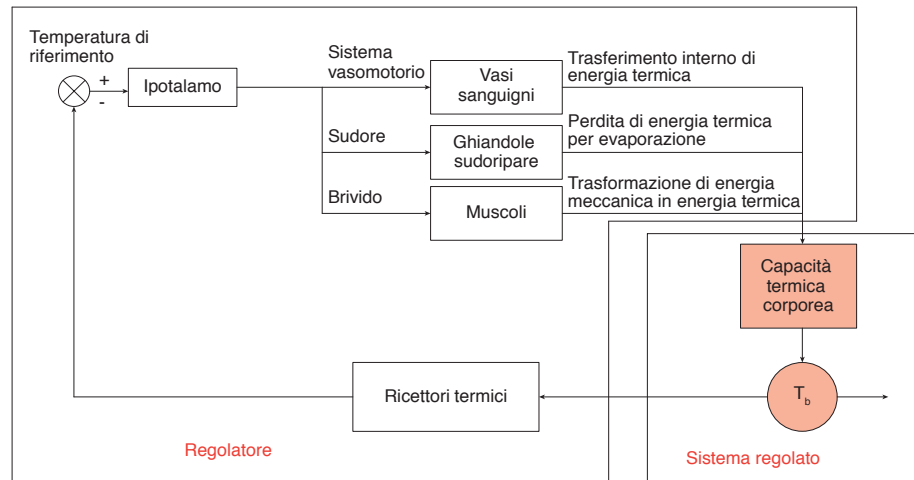 Temperatura di
riferimento
+
-
Ipotalamo
Sistema
vasomotorio
Vasi
sanguigni
Trasferimento interno di
energia termica
Sudore
Ghiandole
sudoripare
Perdita di energia termica
per evaporazione
Brivido
Muscoli
Trasformazione di energia
meccanica in energia termica
Capacità
termica
corporea
Ricettori termici
T_b
Regolatore
Sistema regolato